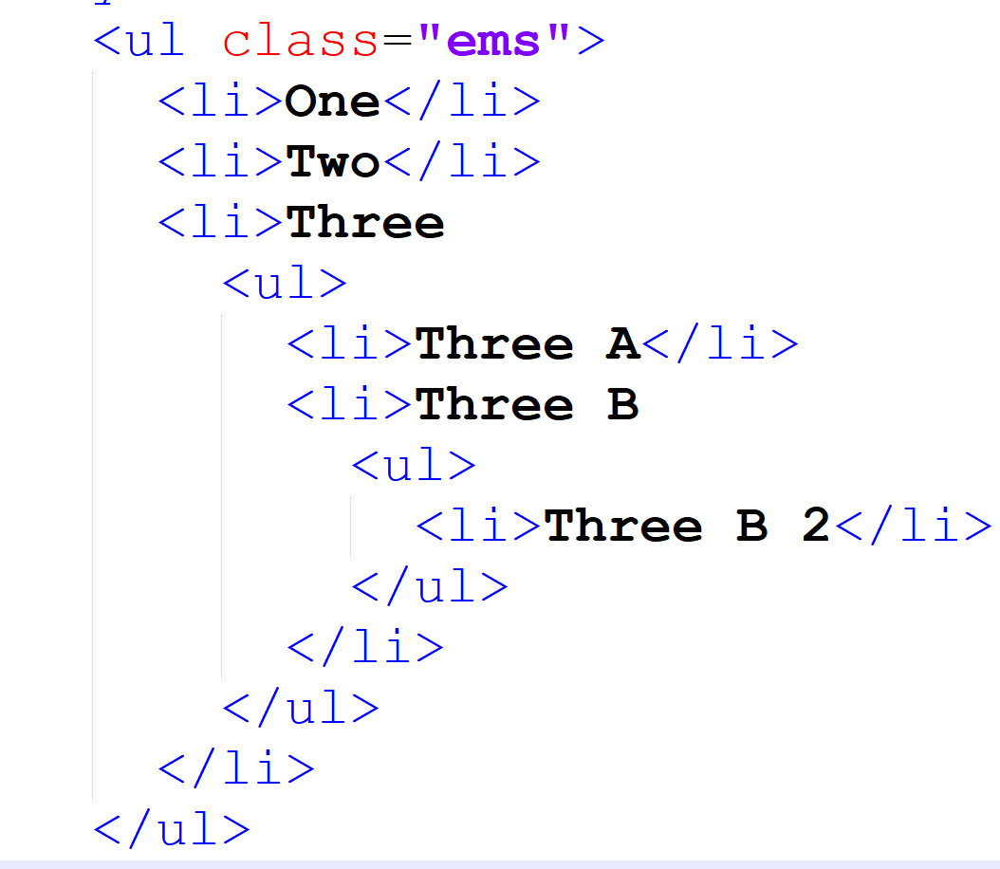 <ul class="ems">
  <li>One</li>
  <li>Two</li>
  <li>Three
    <ul>
      <li>Three A</li>
      <li>Three B
        <ul>
          <li>Three B 2</li>
        </ul>
      </li>
    </ul>
  </li>
</ul>